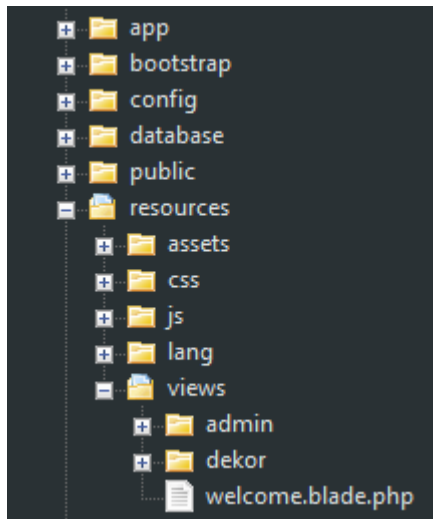 app
bootstrap
config
database
public
resources
assets
css
js
lang
views
admin
dekor
welcome.blade.php